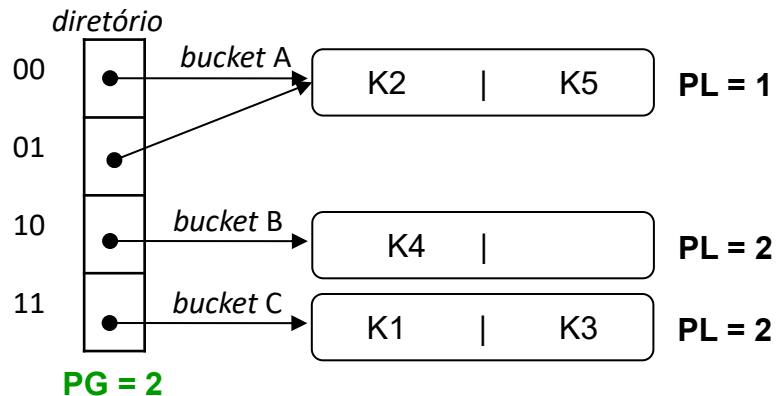 diretório
00 bucket A K2 | K5 PL = 1
01
10 bucket B K4 | PL = 2
11 bucket C K1 | K3 PL = 2
PG = 2